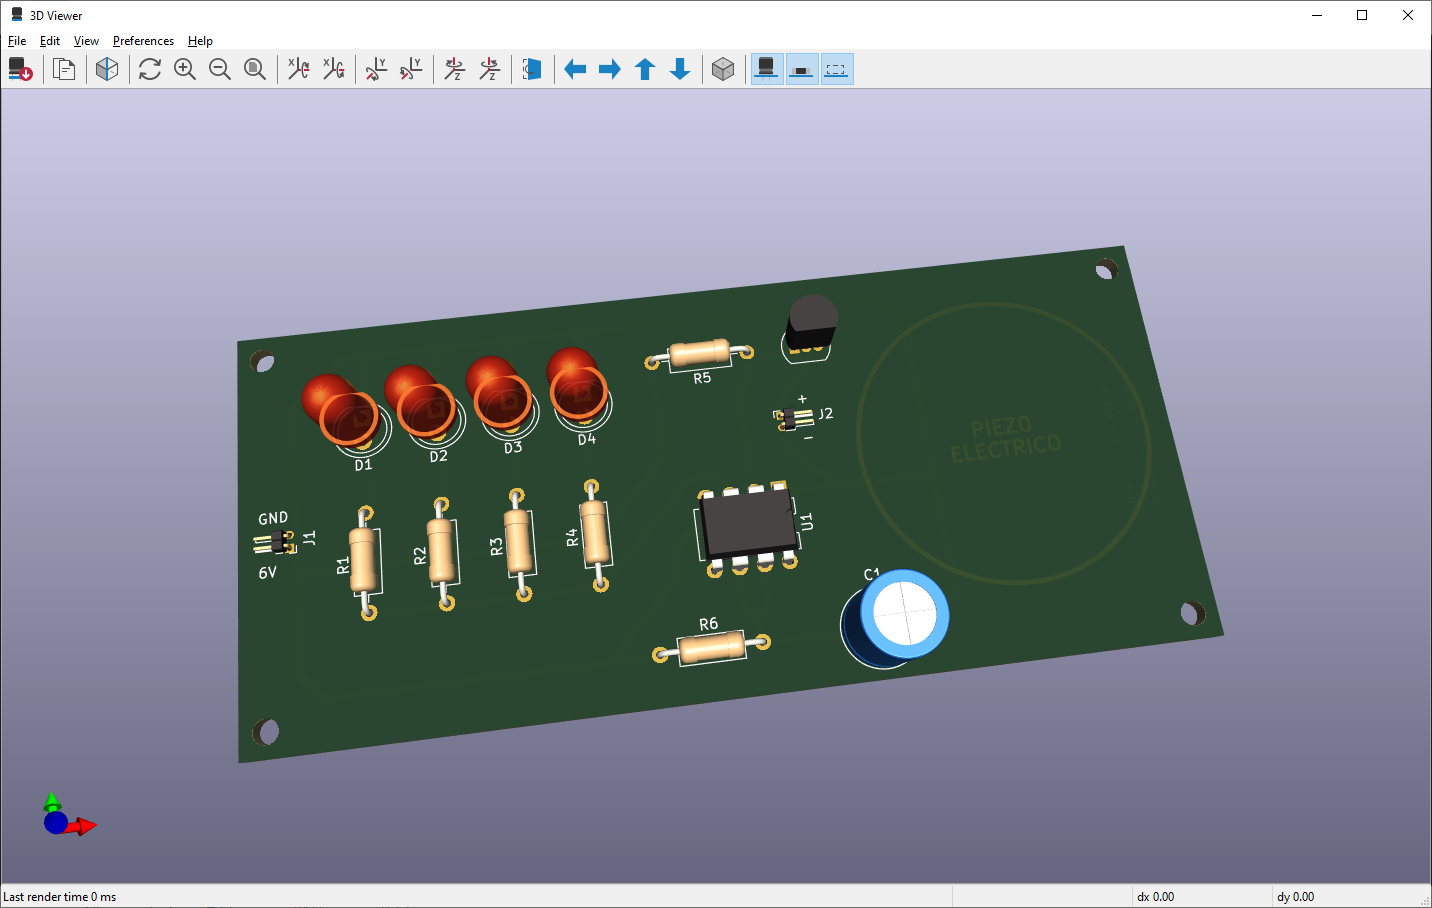 3D Viewer
File Edit View Preferences Help
X X Y Y Z Z
R5
+
J2
−
D1 D2 D3 D4
PIEZO
ELECTRICO
GND
J1
6V
R1 R2 R3 R4
U1
C1
R6
Last render time 0 ms
dx 0.00
dy 0.00